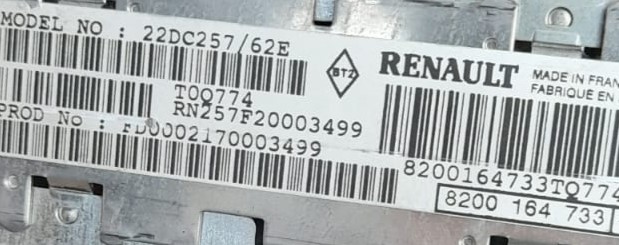 MODEL NO : 22DC257/62E
T0Q774
RN257F20003499
PROD No : FD0002170003499
BTZ
RENAULT
MADE IN FRAN
FABRIQUE EN
8200164733TQ774
8200 164 733